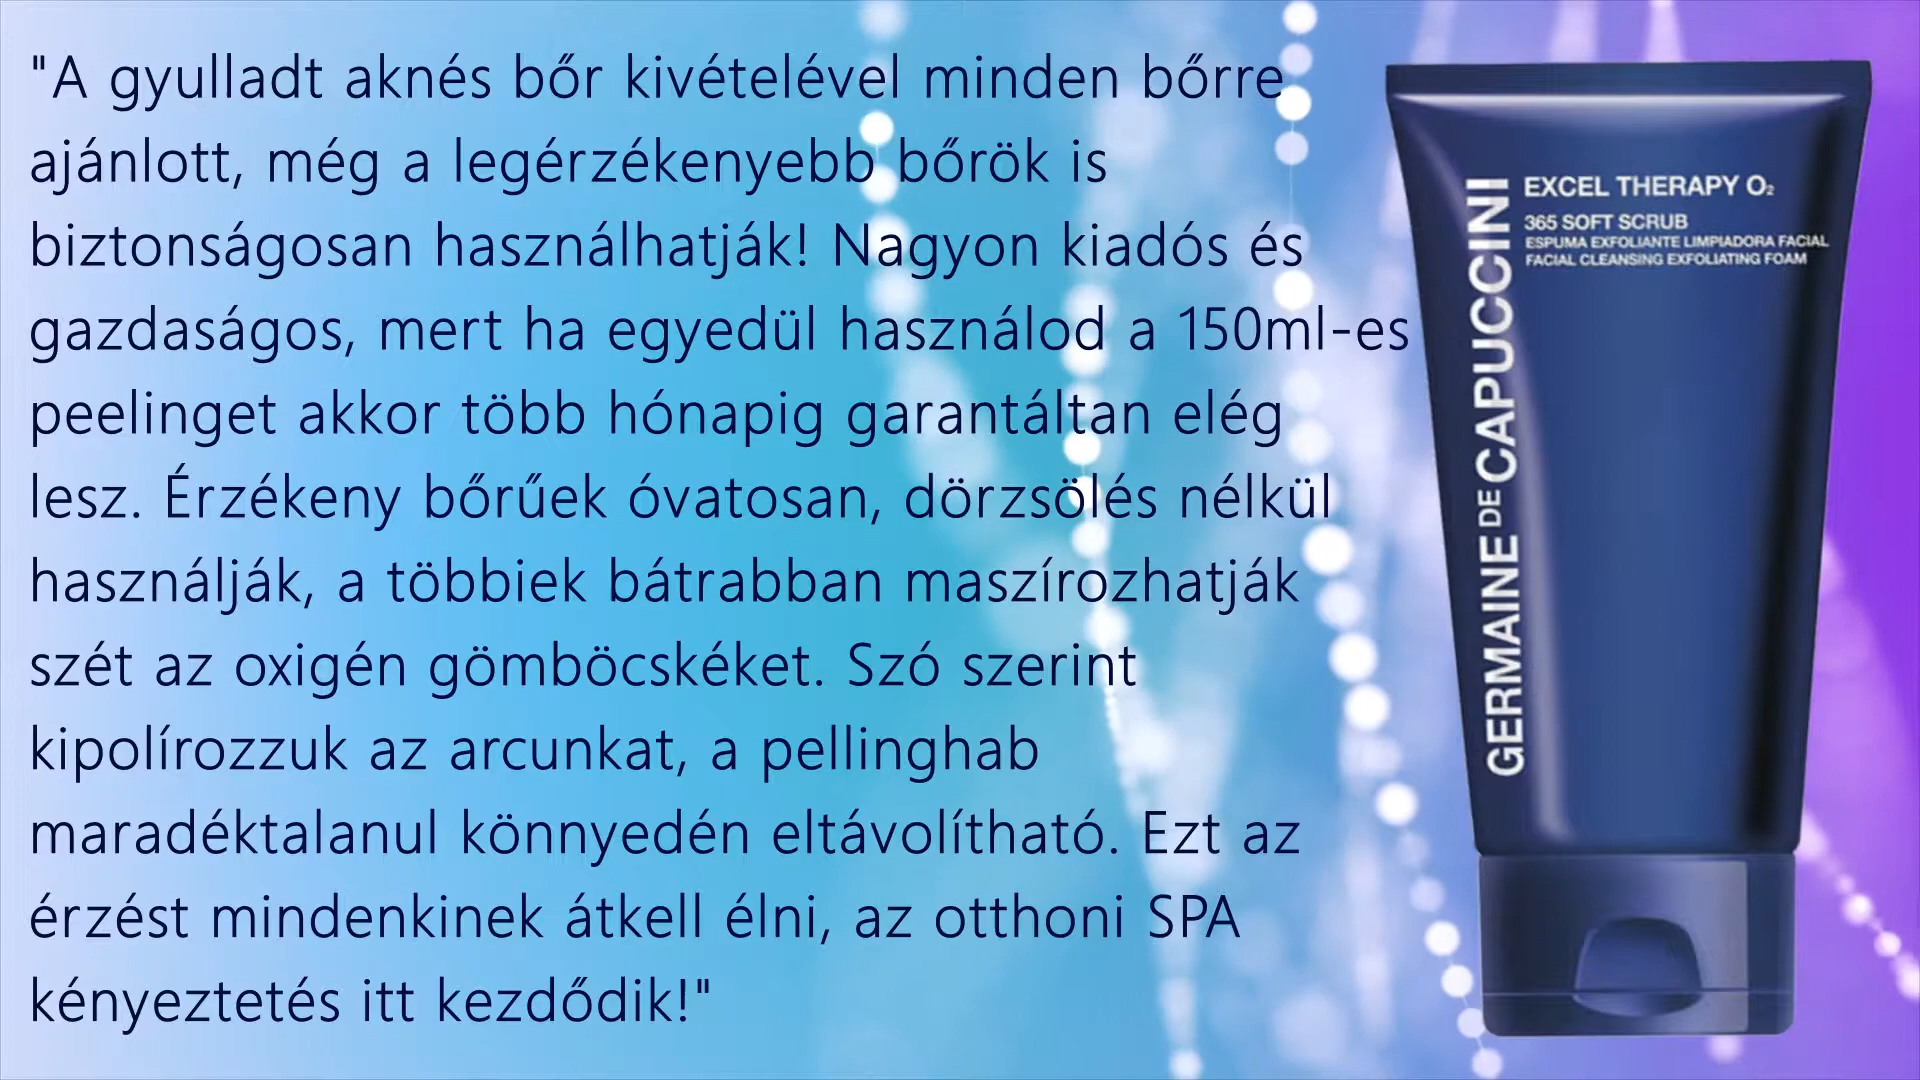 "A gyulladt aknés bőr kivételével minden bőrre
ajánlott, még a legérzékenyebb bőrök is
biztonságosan használhatják! Nagyon kiadós és
gazdaságos, mert ha egyedül használod a 150ml-es
peelinget akkor több hónapig garantáltan elég
lesz. Érzékeny bőrűek óvatosan, dörzsölés nélkül
használják, a többiek bátrabban maszírozhatják
szét az oxigén gömböcskéket. Szó szerint
kipolírozzuk az arcunkat, a pellinghab
maradéktalanul könnyedén eltávolítható. Ezt az
érzést mindenkinek átkell élni, az otthoni SPA
kényeztetés itt kezdődik!"
GERMAINE DE CAPUCCINI
EXCEL THERAPY O₂
365 SOFT SCRUB
ESPUMA EXFOLIANTE LIMPIADORA FACIAL
FACIAL CLEANSING EXFOLIATING FOAM